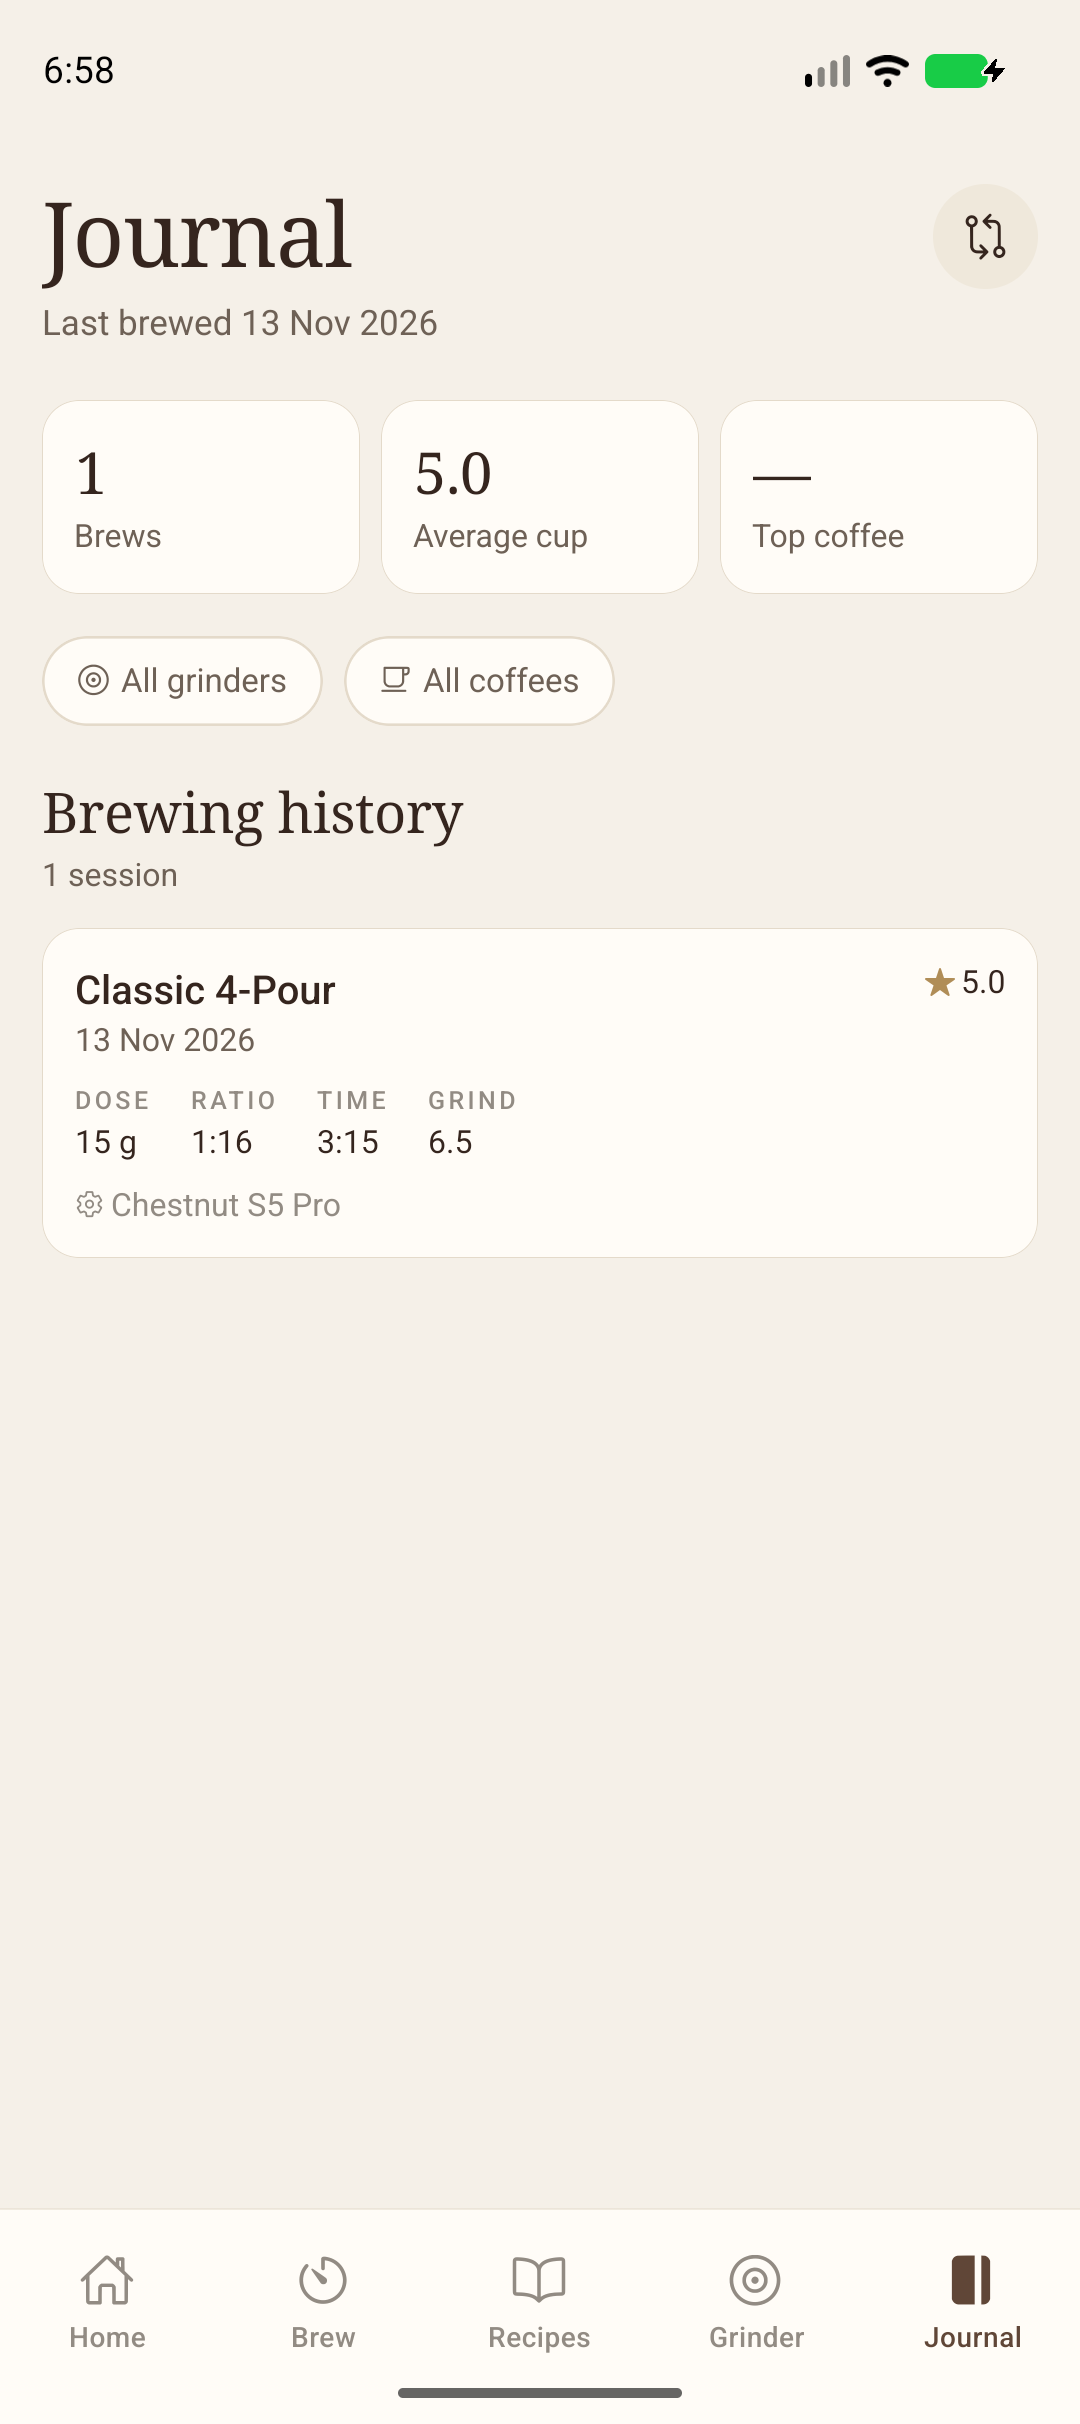 6:58
Journal
Last brewed 13 Nov 2026
1
Brews
5.0
Average cup
—
Top coffee
All grinders
All coffees
Brewing history
1 session
Classic 4-Pour
5.0
13 Nov 2026
DOSE RATIO TIME GRIND
15 g 1:16 3:15 6.5
Chestnut S5 Pro
Home Brew Recipes Grinder Journal